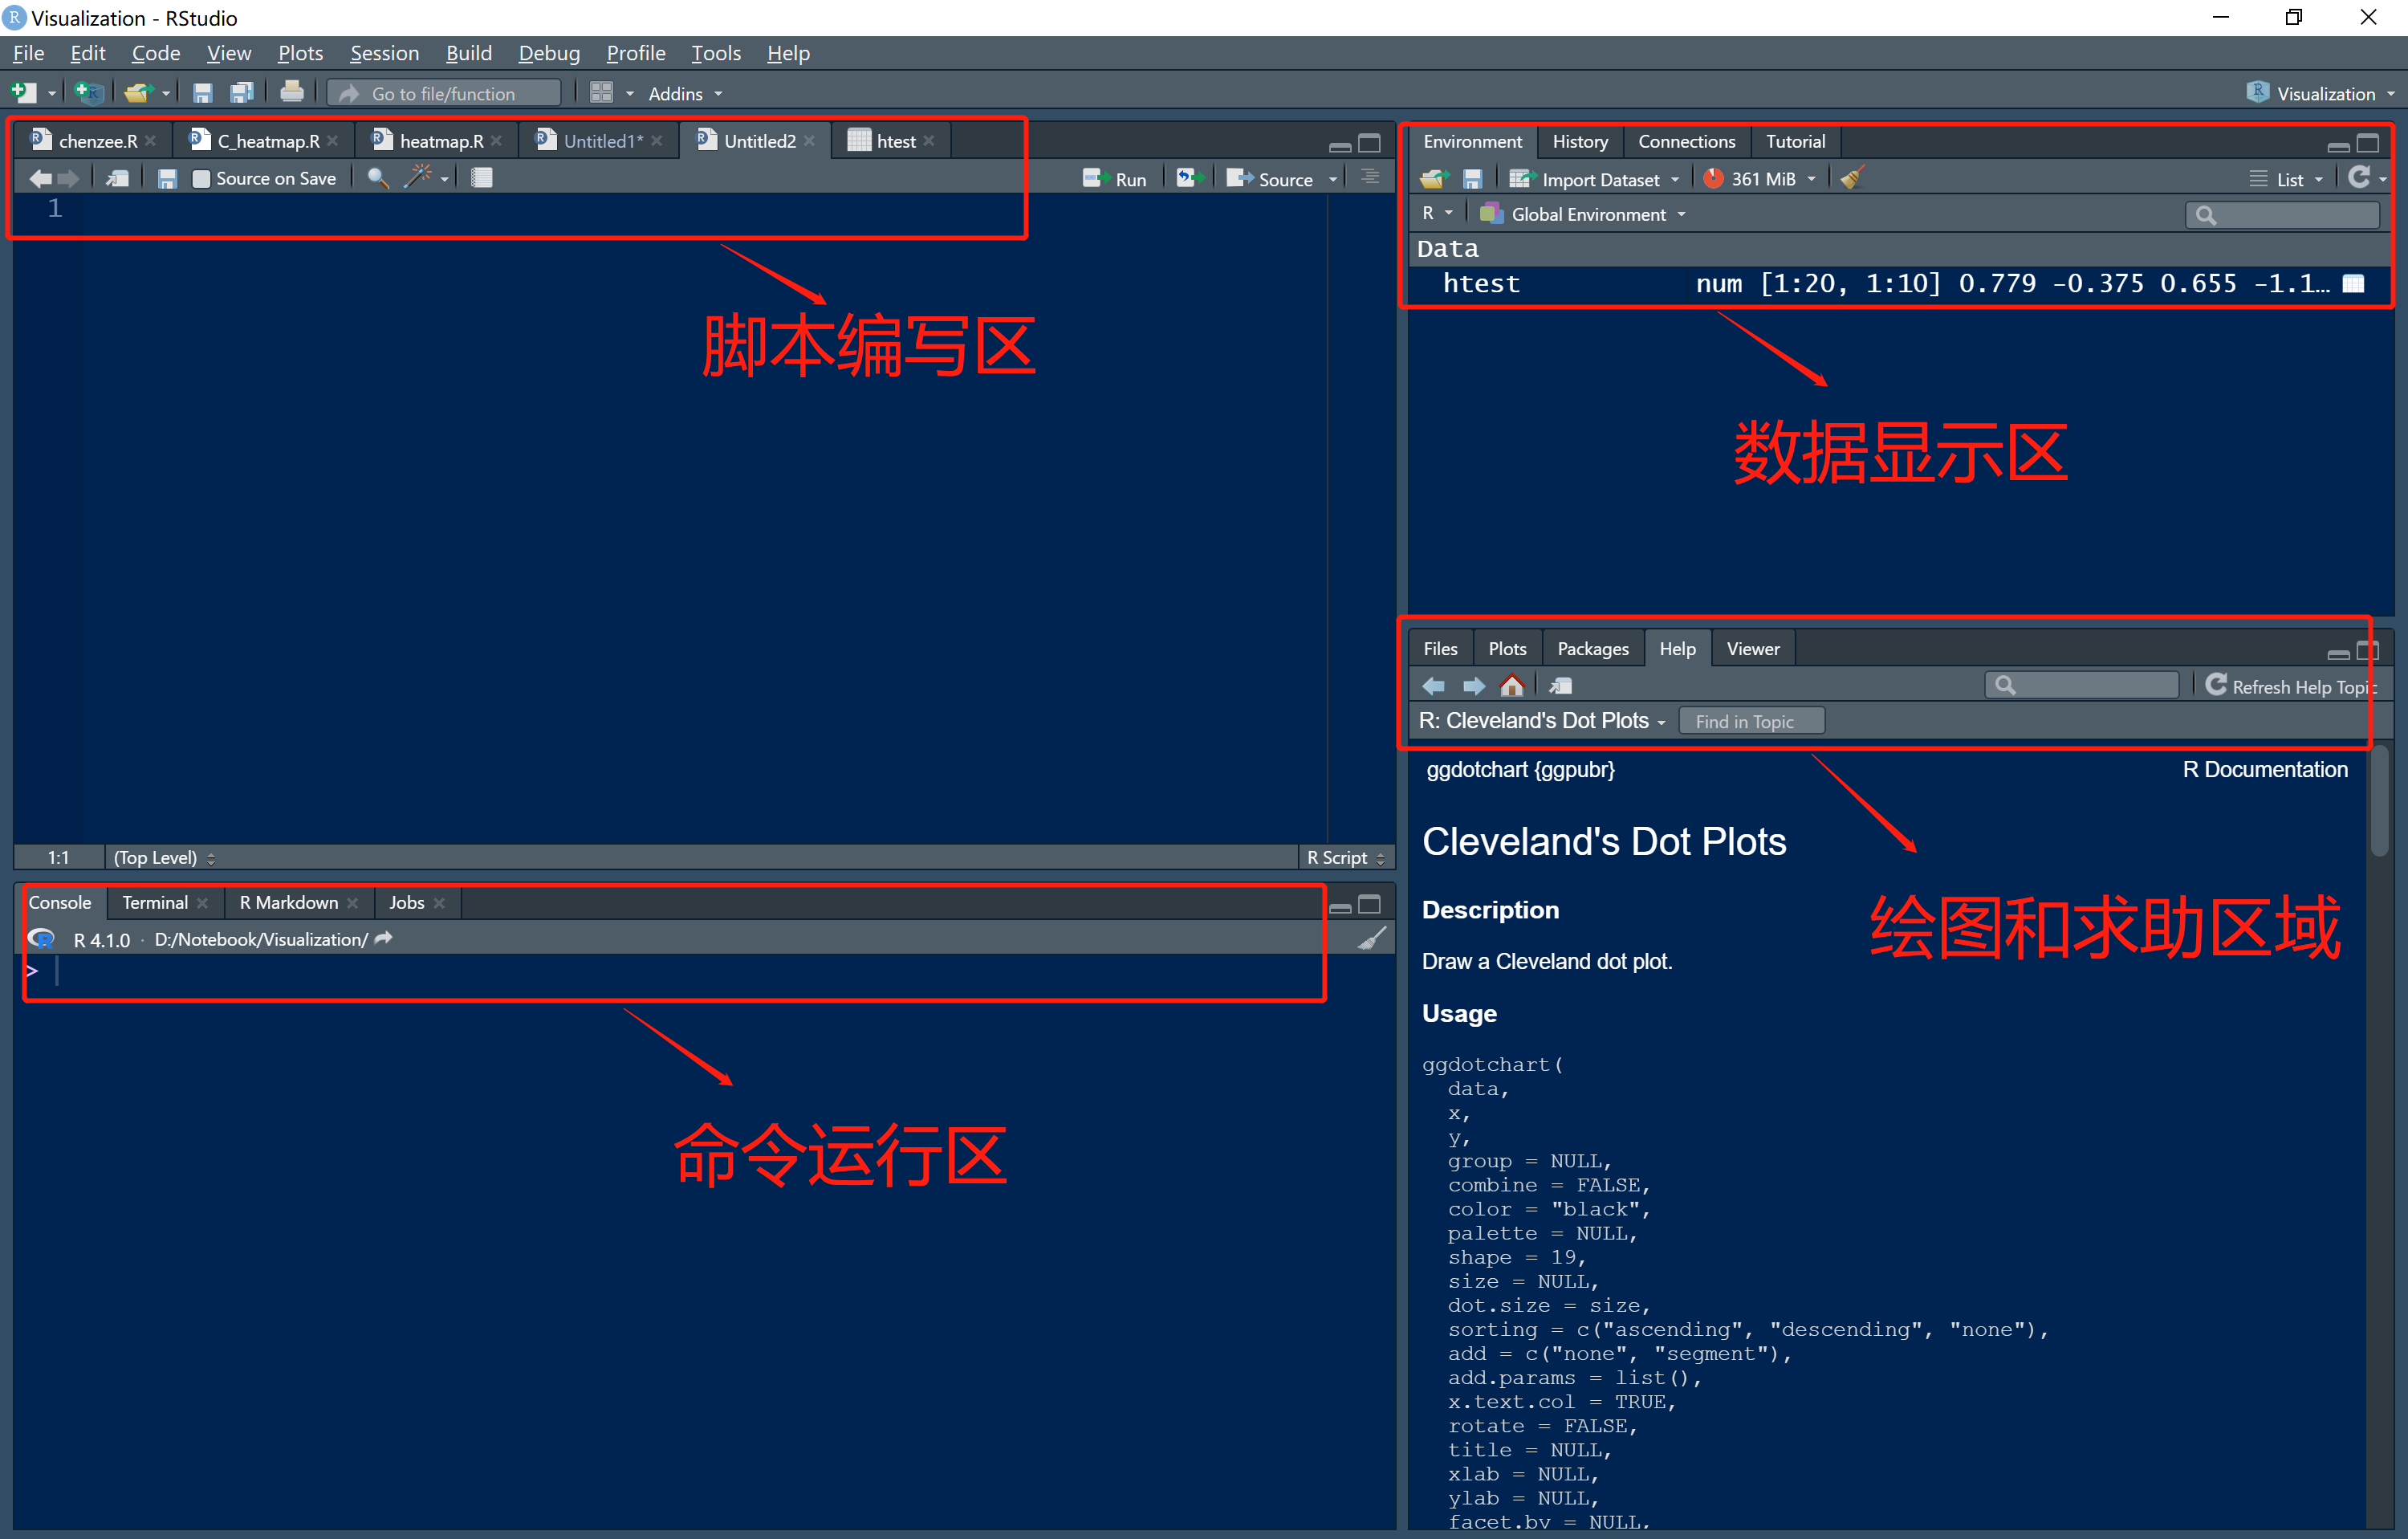 Visualization - RStudio
File Edit Code View Plots Session Build Debug Profile Tools Help
Go to file/function Addins Visualization
chenzee.R C_heatmap.R heatmap.R Untitled1* Untitled2 htest
Source on Save Run Source
1
脚本编写区
1:1 (Top Level) R Script
Console Terminal R Markdown Jobs
R 4.1.0 · D:/Notebook/Visualization/
>
命令运行区
Environment History Connections Tutorial
Import Dataset 361 MiB List
R Global Environment
Data
htest num [1:20, 1:10] 0.779 -0.375 0.655 -1.1…
数据显示区
Files Plots Packages Help Viewer
Refresh Help Topic
R: Cleveland's Dot Plots Find in Topic
ggdotchart {ggpubr} R Documentation
Cleveland's Dot Plots
Description
绘图和求助区域
Draw a Cleveland dot plot.
Usage
ggdotchart(
data,
x,
y,
group = NULL,
combine = FALSE,
color = "black",
palette = NULL,
shape = 19,
size = NULL,
dot.size = size,
sorting = c("ascending", "descending", "none"),
add = c("none", "segment"),
add.params = list(),
x.text.col = TRUE,
rotate = FALSE,
title = NULL,
xlab = NULL,
ylab = NULL,
facet.by = NULL,